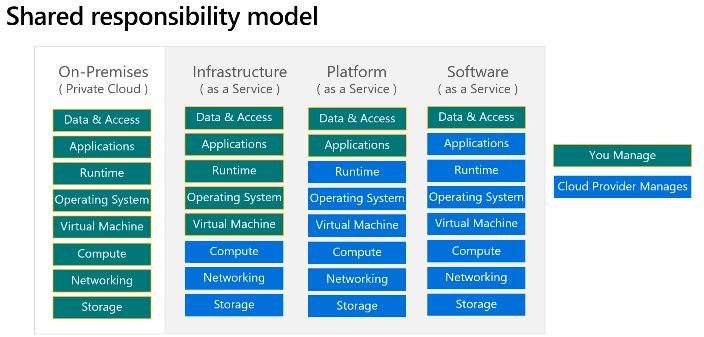 Shared responsibility model
On-Premises
( Private Cloud )
Data & Access
Applications
Runtime
Operating System
Virtual Machine
Compute
Networking
Storage
Infrastructure
( as a Service )
Data & Access
Applications
Runtime
Operating System
Virtual Machine
Compute
Networking
Storage
Platform
( as a Service )
Data & Access
Applications
Runtime
Operating System
Virtual Machine
Compute
Networking
Storage
Software
( as a Service )
Data & Access
Applications
Runtime
Operating System
Virtual Machine
Compute
Networking
Storage
You Manage
Cloud Provider Manages